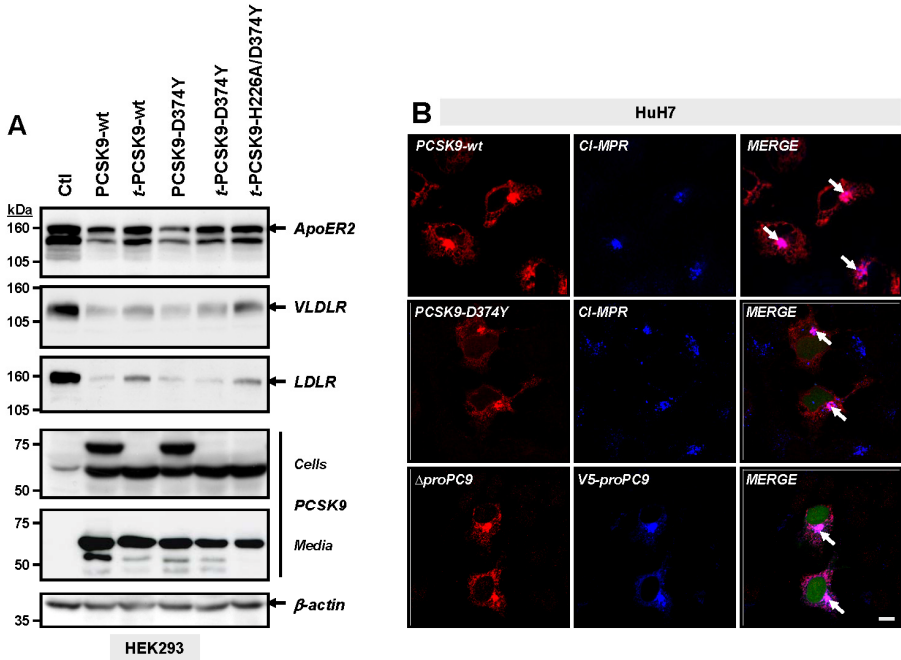 A
Ctl
PCSK9-wt
t-PCSK9-wt
PCSK9-D374Y
t-PCSK9-D374Y
t-PCSK9-H226A/D374Y
kDa
160
105
ApoER2
160
105
VLDLR
160
105
LDLR
75
50
Cells
PCSK9
75
50
Media
35
β-actin
HEK293
B
HuH7
PCSK9-wt CI-MPR MERGE
PCSK9-D374Y CI-MPR MERGE
∆proPC9 V5-proPC9 MERGE